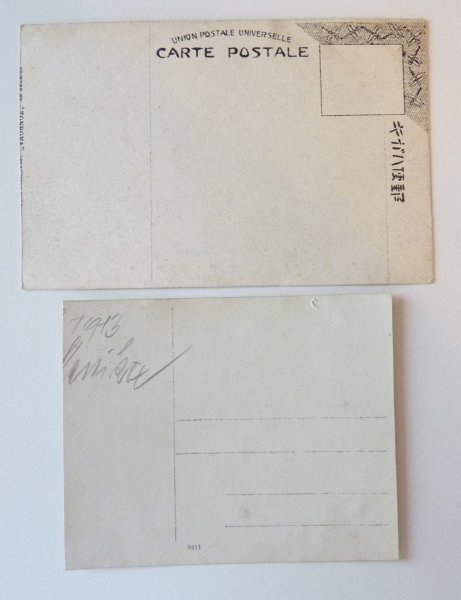 UNION POSTALE UNIVERSELLE
CARTE POSTALE
郵便ハガキ
1913